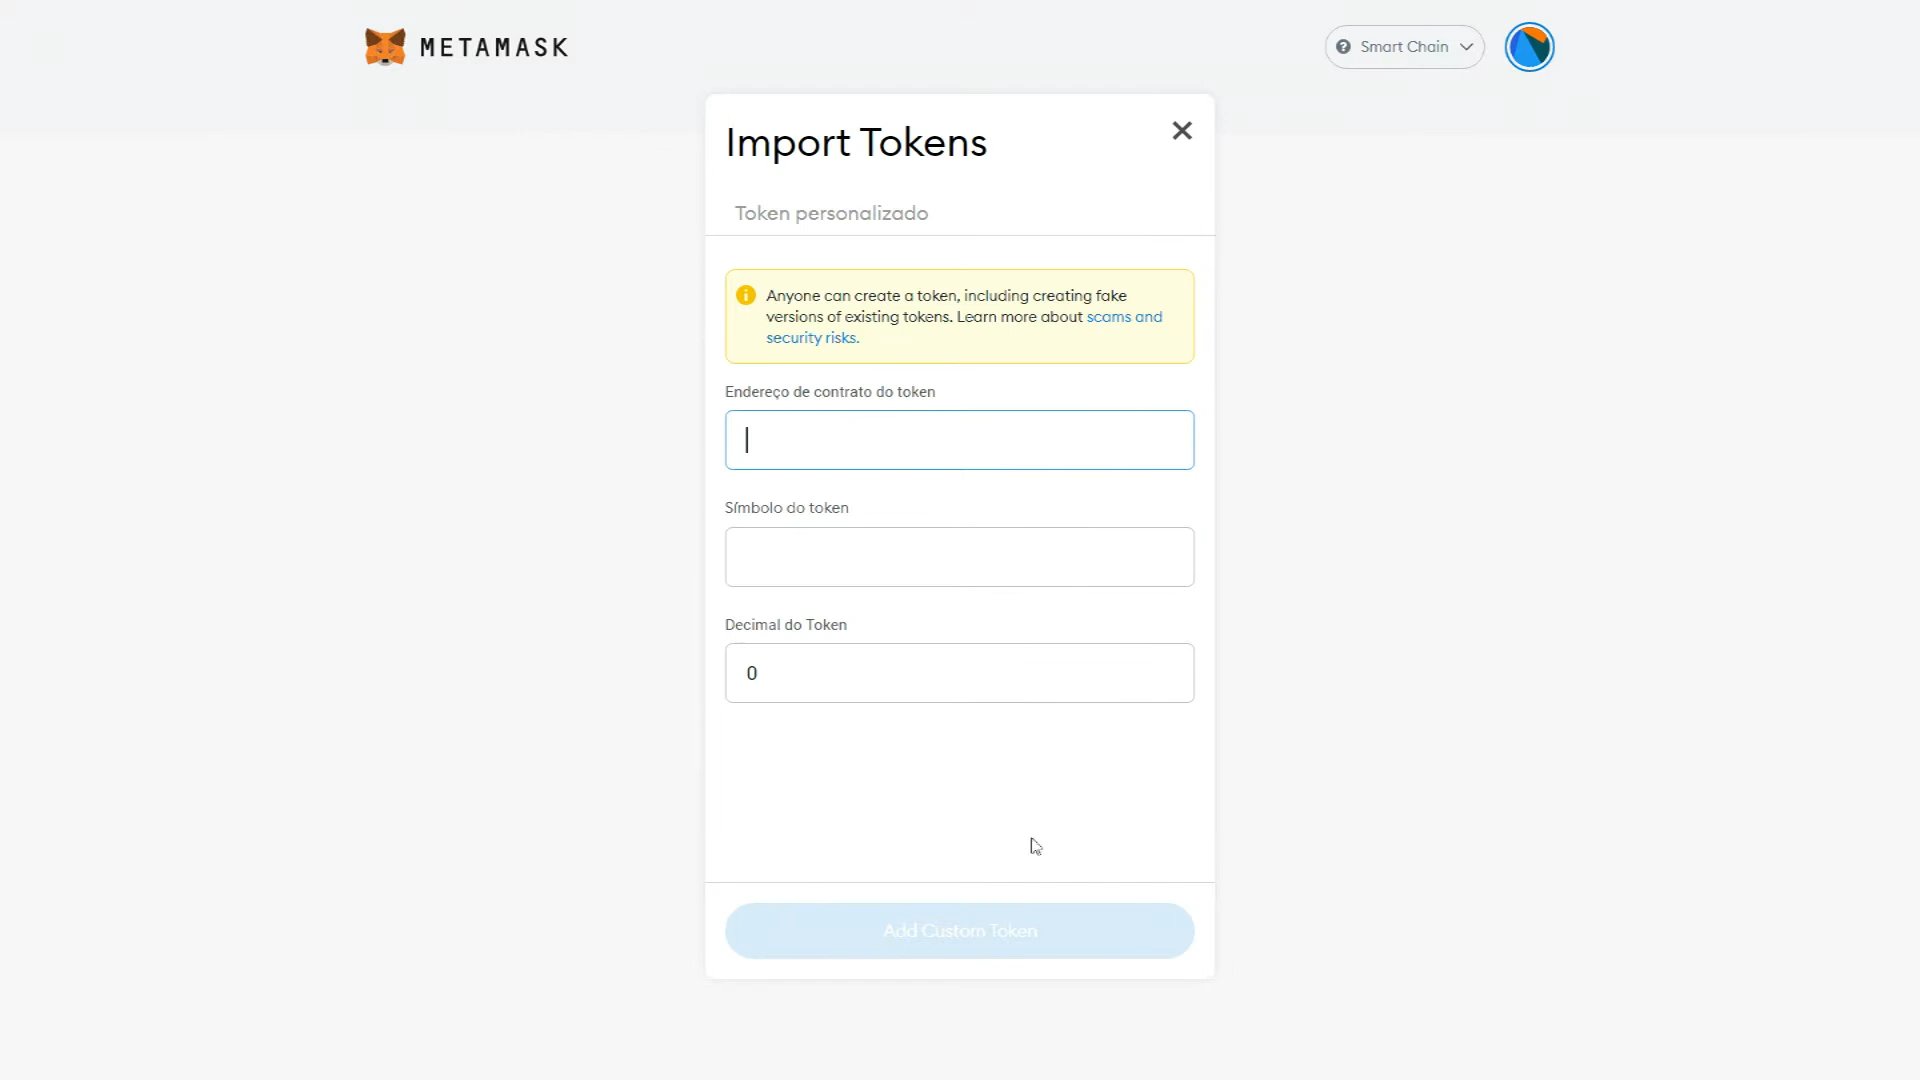 METAMASK
Smart Chain
Import Tokens
Token personalizado
Anyone can create a token, including creating fake
versions of existing tokens. Learn more about scams and
security risks.
Endereço de contrato do token
Símbolo do token
Decimal do Token
0
Add Custom Token